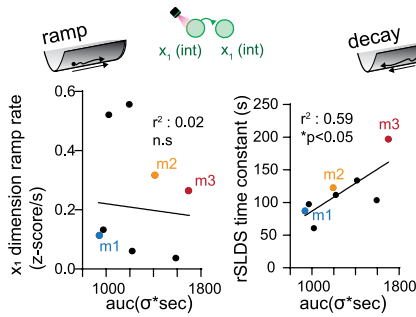 ramp
x₁ (int) x₁ (int)
decay
x₁ dimension ramp rate
(z-score/s)
0.6
0.4
0.2
0.0
r² : 0.02
n.s
m2
m3
m1
1000 1800
auc(σ*sec)
rSLDS time constant (s)
250
200
150
100
50
0
r² : 0.59
*p<0.05
m3
m2
m1
1000 1800
auc(σ*sec)